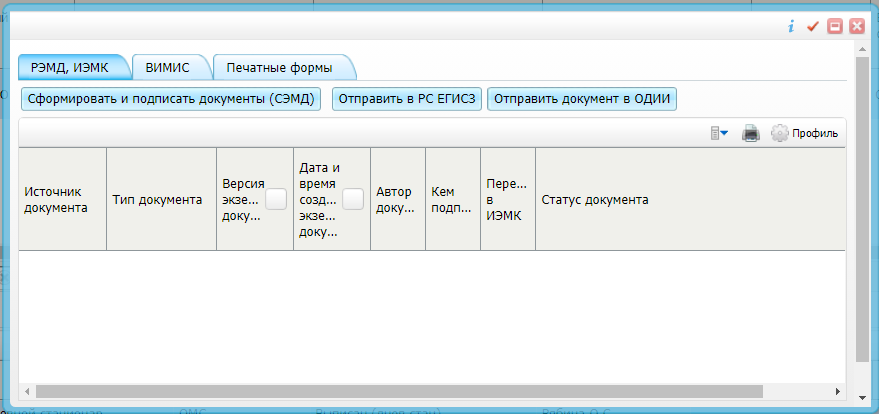 РЭМД, ИЭМК
ВИМИС
Печатные формы
Сформировать и подписать документы (СЭМД)
Отправить в РС ЕГИСЗ
Отправить документ в ОДИИ
Профиль
Источник
документа
Тип документа
Версия
экзе...
доку...
Дата и
время
созд...
экзе...
доку...
Автор
доку...
Кем
подп...
Пере...
в
ИЭМК
Статус документа